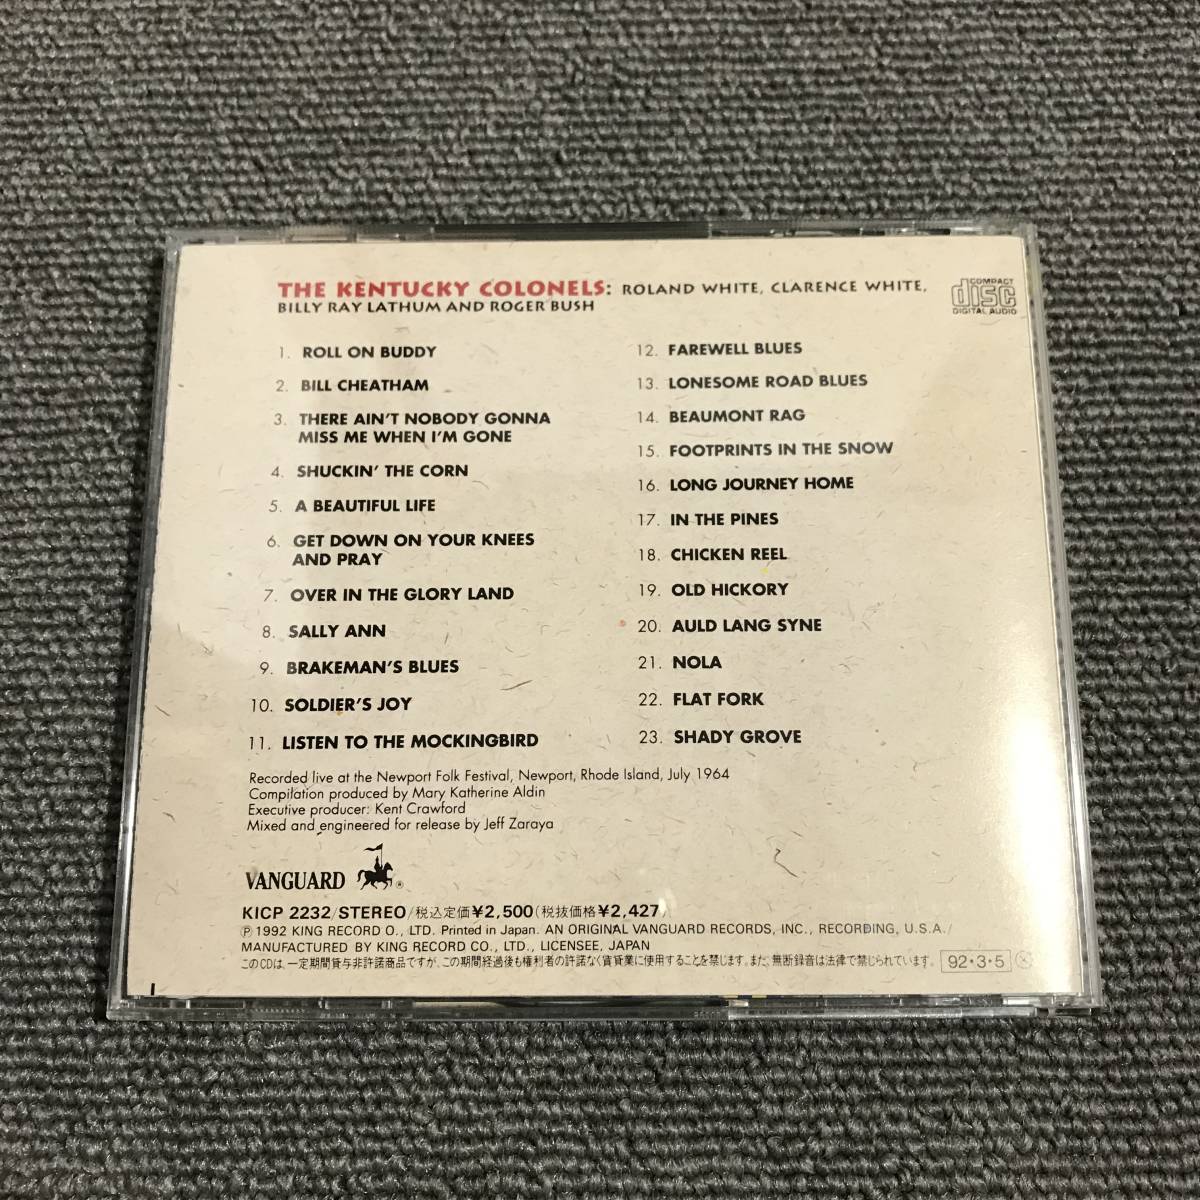 THE KENTUCKY COLONELS: ROLAND WHITE, CLARENCE WHITE,
BILLY RAY LATHUM AND ROGER BUSH
COMPACT
disc
DIGITAL AUDIO
1. ROLL ON BUDDY
2. BILL CHEATHAM
3. THERE AIN'T NOBODY GONNA
MISS ME WHEN I'M GONE
4. SHUCKIN' THE CORN
5. A BEAUTIFUL LIFE
6. GET DOWN ON YOUR KNEES
AND PRAY
7. OVER IN THE GLORY LAND
8. SALLY ANN
9. BRAKEMAN'S BLUES
10. SOLDIER'S JOY
11. LISTEN TO THE MOCKINGBIRD
12. FAREWELL BLUES
13. LONESOME ROAD BLUES
14. BEAUMONT RAG
15. FOOTPRINTS IN THE SNOW
16. LONG JOURNEY HOME
17. IN THE PINES
18. CHICKEN REEL
19. OLD HICKORY
20. AULD LANG SYNE
21. NOLA
22. FLAT FORK
23. SHADY GROVE
Recorded live at the Newport Folk Festival, Newport, Rhode Island, July 1964
Compilation produced by Mary Katherine Aldin
Executive producer: Kent Crawford
Mixed and engineered for release by Jeff Zaraya
VANGUARD ®
KICP 2232/STEREO/税込定価¥2,500(税抜価格¥2,427)
Ⓟ1992 KING RECORD O., LTD. Printed in Japan. AN ORIGINAL VANGUARD RECORDS, INC., RECORDING, U.S.A./
MANUFACTURED BY KING RECORD CO., LTD., LICENSEE, JAPAN
このCDは、一定期間貸与非許諾商品ですが、この期間経過後も権利者の許諾なく賃貸業に使用することを禁じます。また、無断録音は法律で禁じられています。 92・3・5 Ⓧ